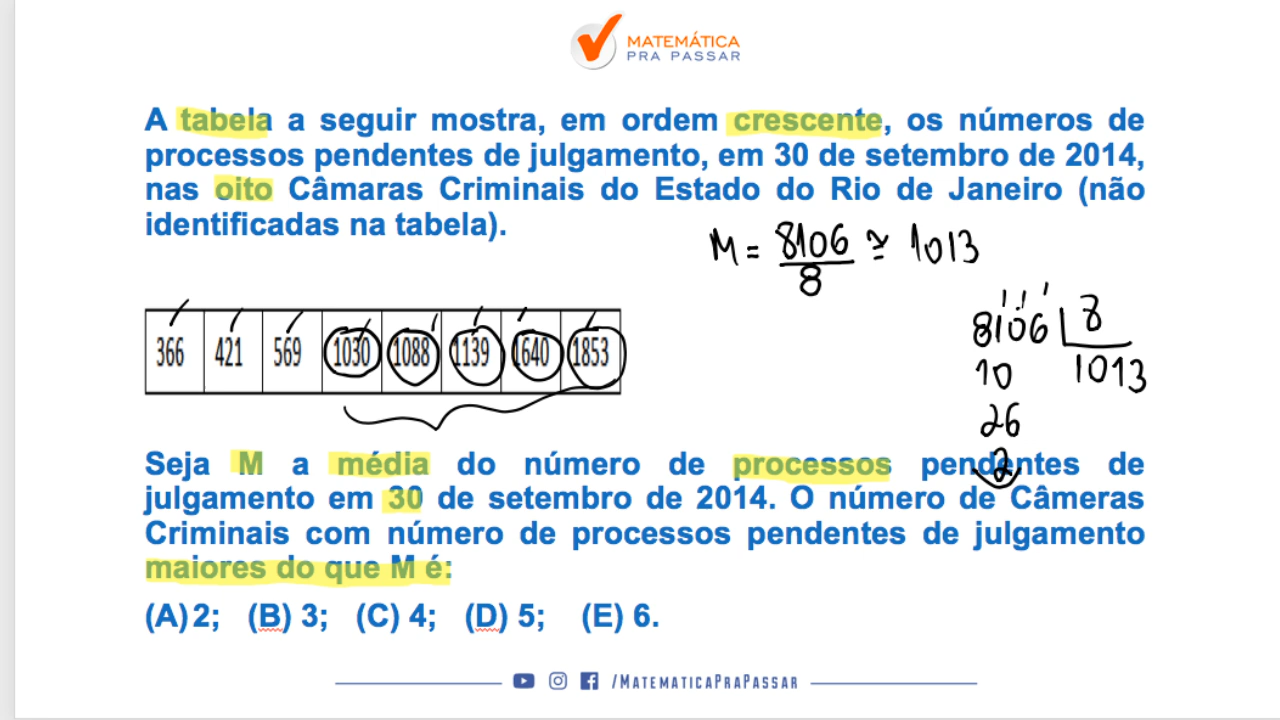 MATEMÁTICA
PRA PASSAR
A tabela a seguir mostra, em ordem crescente, os números de
processos pendentes de julgamento, em 30 de setembro de 2014,
nas oito Câmaras Criminais do Estado do Rio de Janeiro (não
identificadas na tabela).
M = 8106/8 ≅ 1013
366 421 569 1030 1088 1139 1640 1853
8106 8
10 1013
26
2
Seja M a média do número de processos pendentes de
julgamento em 30 de setembro de 2014. O número de Câmeras
Criminais com número de processos pendentes de julgamento
maiores do que M é:
(A) 2; (B) 3; (C) 4; (D) 5; (E) 6.
/MATEMATICAPRAPASSAR